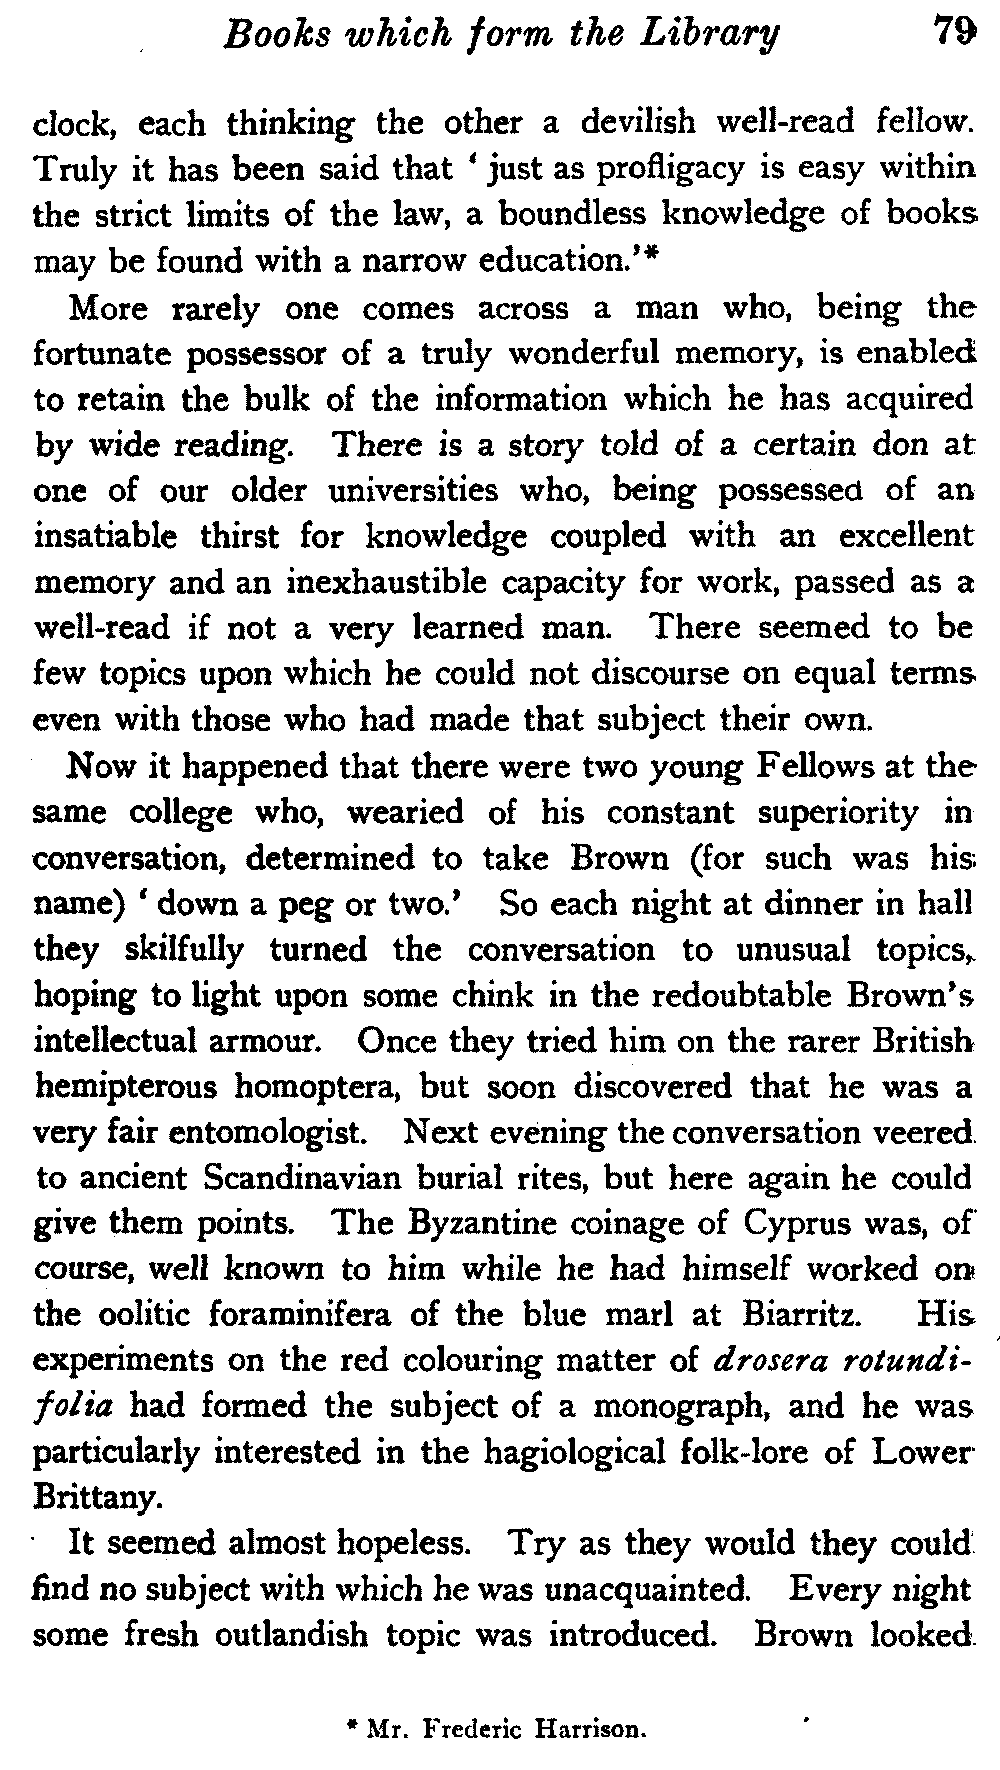 Books which form the Library 79
clock, each thinking the other a devilish well-read fellow.
Truly it has been said that ‘ just as profligacy is easy within
the strict limits of the law, a boundless knowledge of books
may be found with a narrow education.’*
More rarely one comes across a man who, being the
fortunate possessor of a truly wonderful memory, is enabled
to retain the bulk of the information which he has acquired
by wide reading. There is a story told of a certain don at
one of our older universities who, being possessed of an
insatiable thirst for knowledge coupled with an excellent
memory and an inexhaustible capacity for work, passed as a
well-read if not a very learned man. There seemed to be
few topics upon which he could not discourse on equal terms
even with those who had made that subject their own.
Now it happened that there were two young Fellows at the
same college who, wearied of his constant superiority in
conversation, determined to take Brown (for such was his
name) ‘ down a peg or two.’ So each night at dinner in hall
they skilfully turned the conversation to unusual topics,
hoping to light upon some chink in the redoubtable Brown’s
intellectual armour. Once they tried him on the rarer British
hemipterous homoptera, but soon discovered that he was a
very fair entomologist. Next evening the conversation veered
to ancient Scandinavian burial rites, but here again he could
give them points. The Byzantine coinage of Cyprus was, of
course, well known to him while he had himself worked on
the oolitic foraminifera of the blue marl at Biarritz. His
experiments on the red colouring matter of drosera rotundi-
folia had formed the subject of a monograph, and he was
particularly interested in the hagiological folk-lore of Lower
Brittany.
It seemed almost hopeless. Try as they would they could
find no subject with which he was unacquainted. Every night
some fresh outlandish topic was introduced. Brown looked
* Mr. Frederic Harrison.